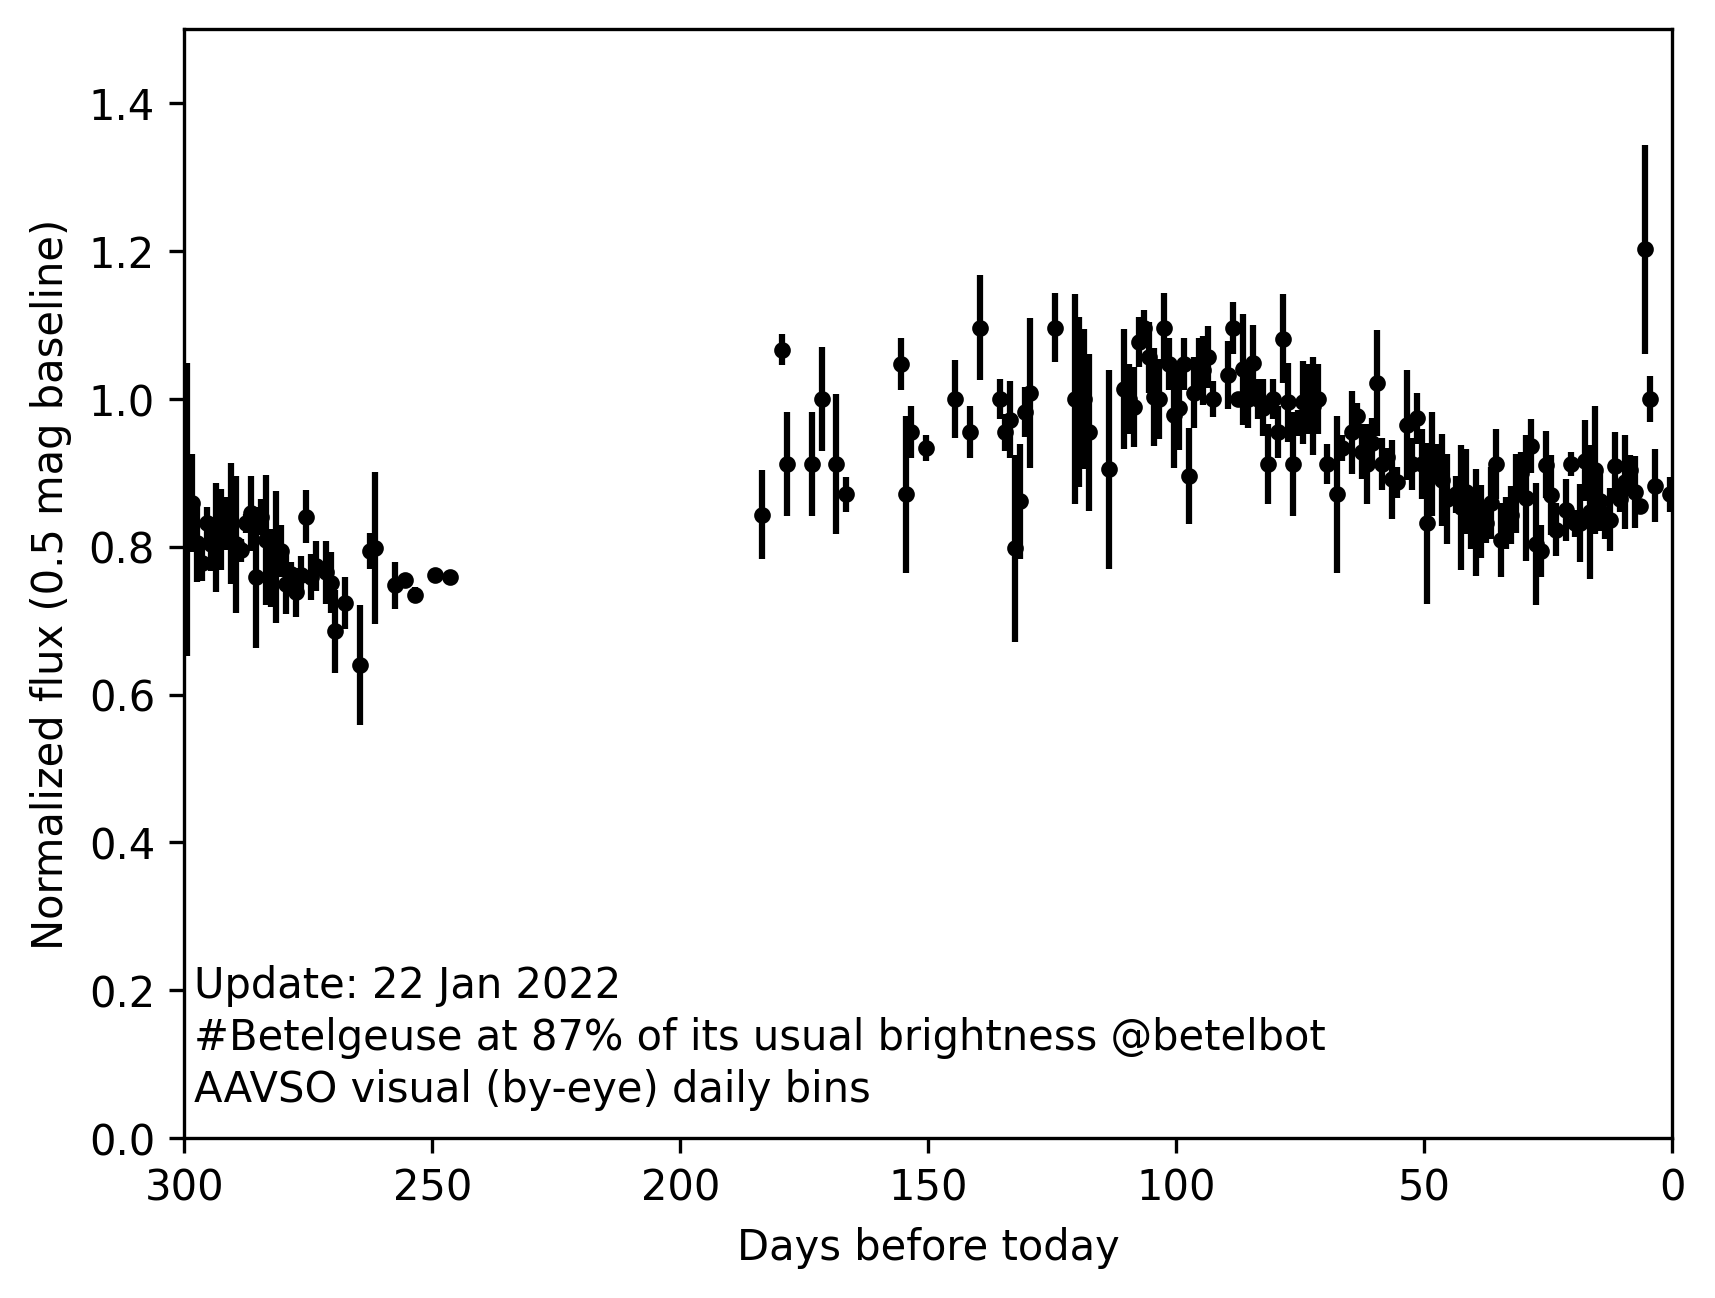 1.4
1.2
1.0
0.8
0.6
0.4
0.2
0.0
Normalized flux (0.5 mag baseline)
Update: 22 Jan 2022
#Betelgeuse at 87% of its usual brightness @betelbot
AAVSO visual (by-eye) daily bins
300 250 200 150 100 50 0
Days before today